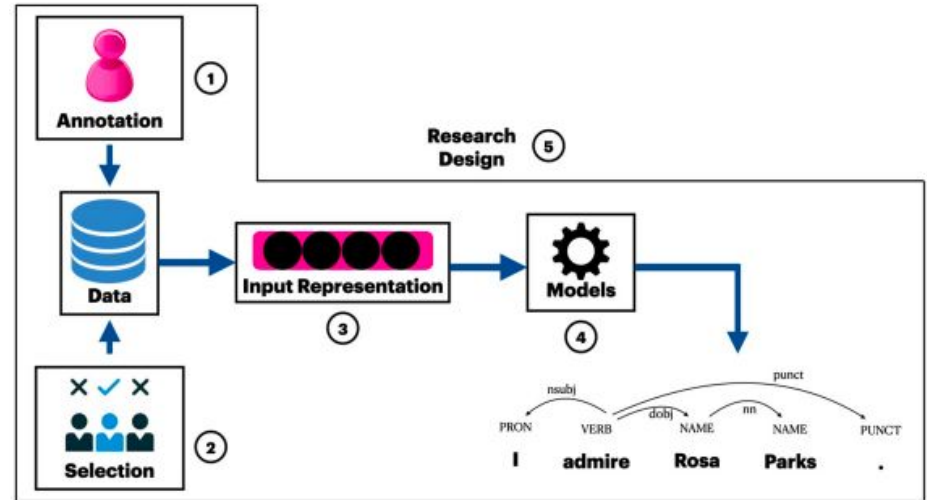 1
Annotation
Research
Design
5
Data
Input Representation
3
Models
4
Selection
2
nsubj
dobj
nn
punct
PRON VERB NAME NAME PUNCT
I admire Rosa Parks .